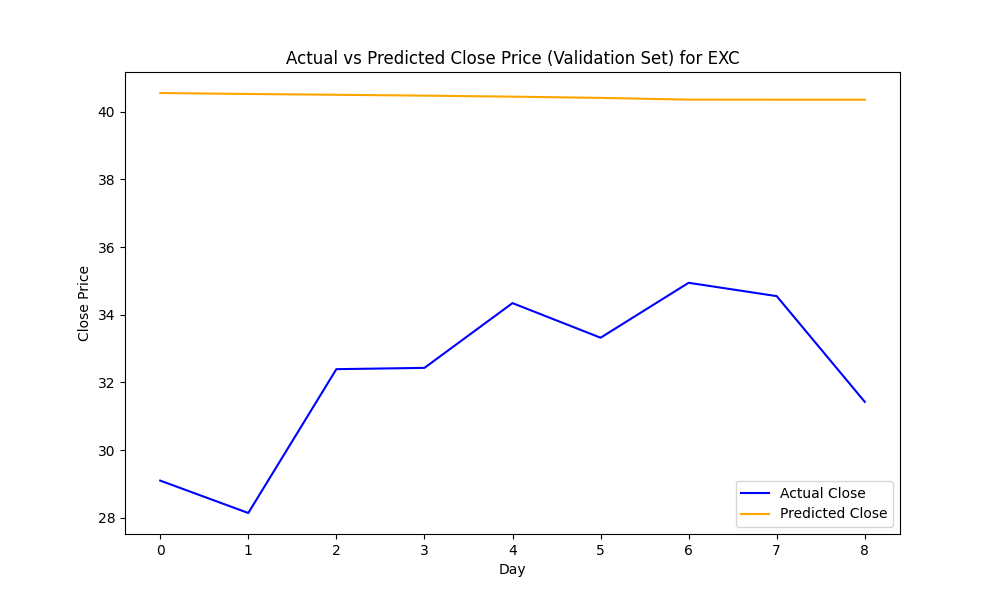 Actual vs Predicted Close Price (Validation Set) for EXC
40
38
36
34
32
30
28
Close Price
0 1 2 3 4 5 6 7 8
Day
Actual Close
Predicted Close